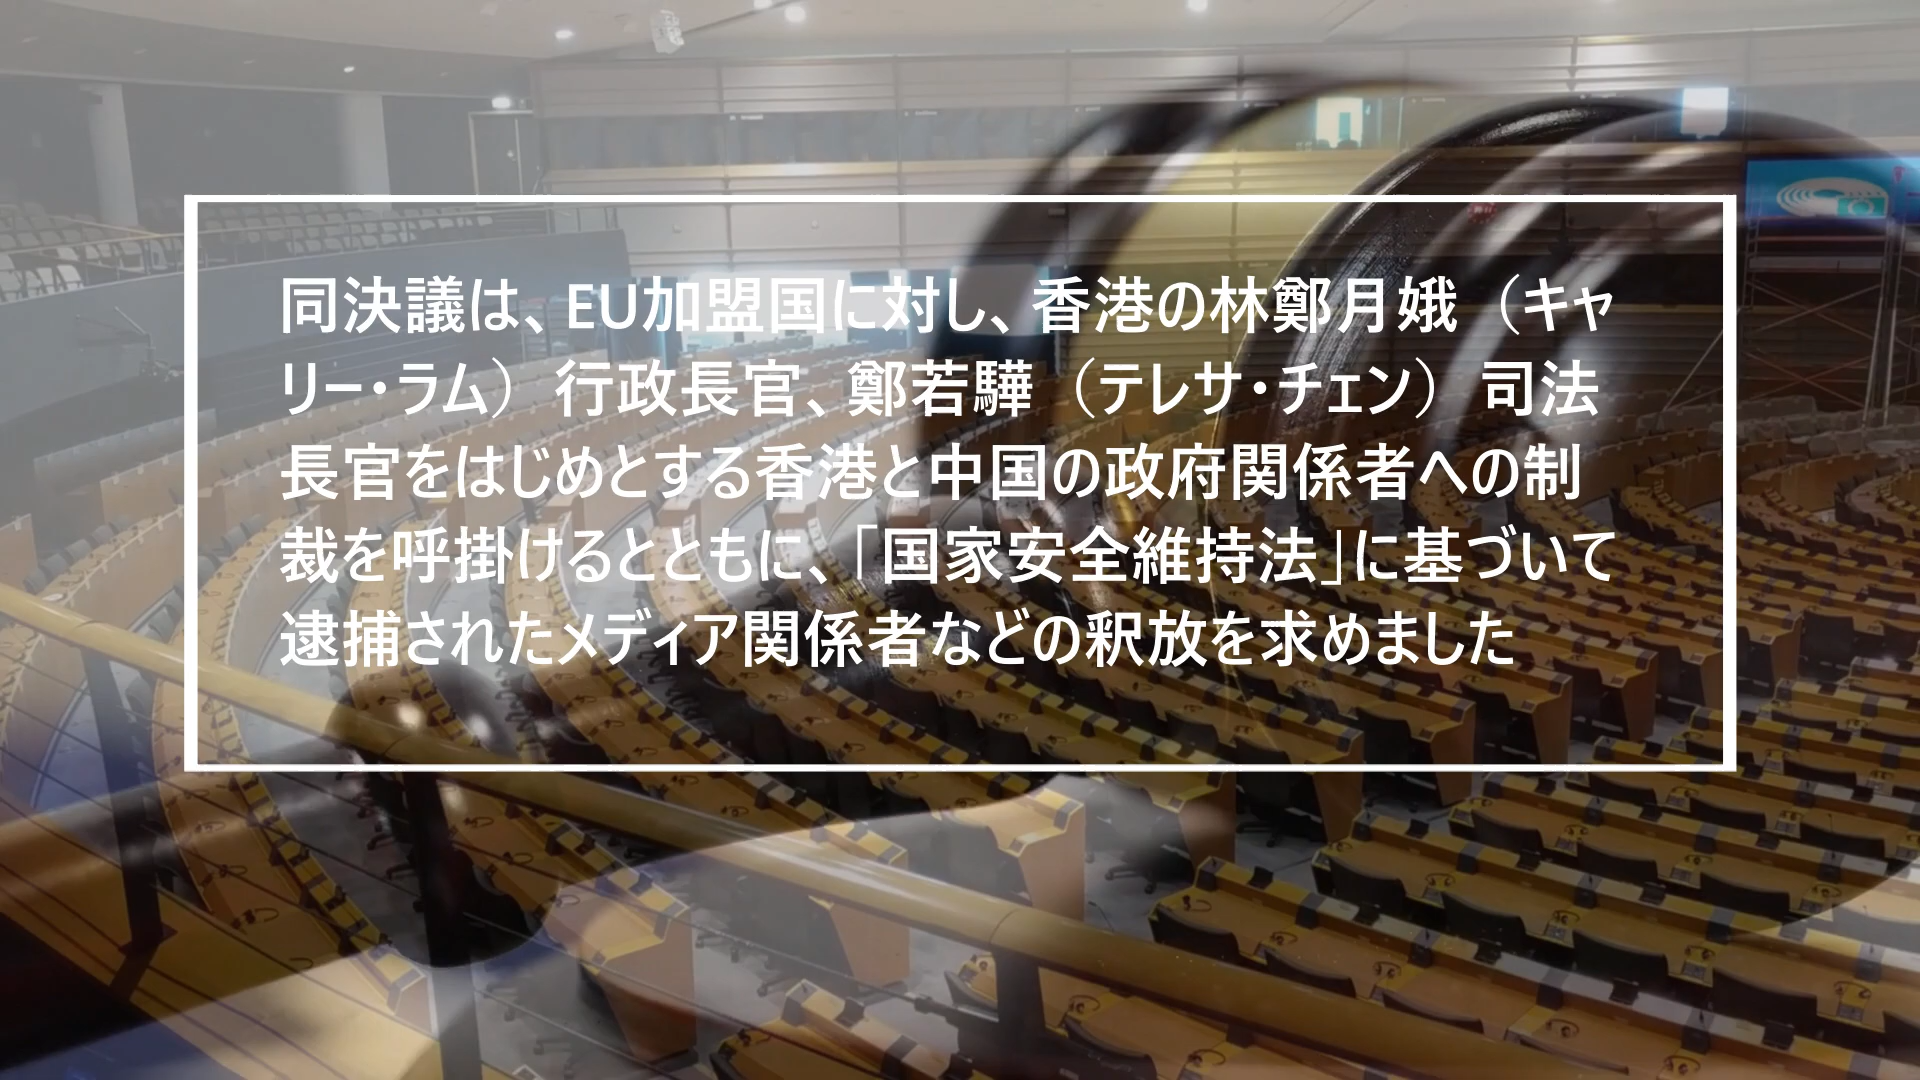 同決議は、EU加盟国に対し、香港の林鄭月娥（キャ
リー・ラム）行政長官、鄭若驊（テレサ・チェン）司法
長官をはじめとする香港と中国の政府関係者への制
裁を呼掛けるとともに、「国家安全維持法」に基づいて
逮捕されたメディア関係者などの釈放を求めました